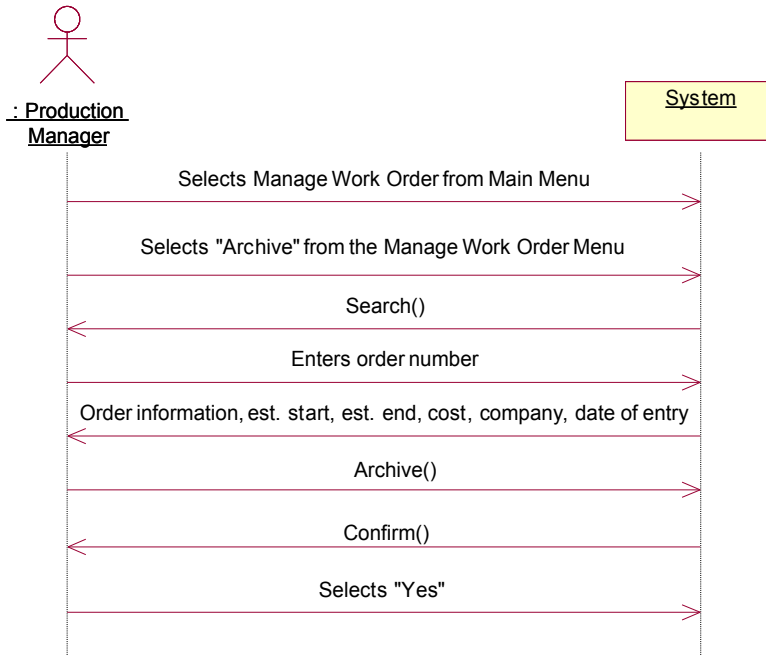 : Production
Manager
System
Selects Manage Work Order from Main Menu
Selects "Archive" from the Manage Work Order Menu
Search()
Enters order number
Order information, est. start, est. end, cost, company, date of entry
Archive()
Confirm()
Selects "Yes"